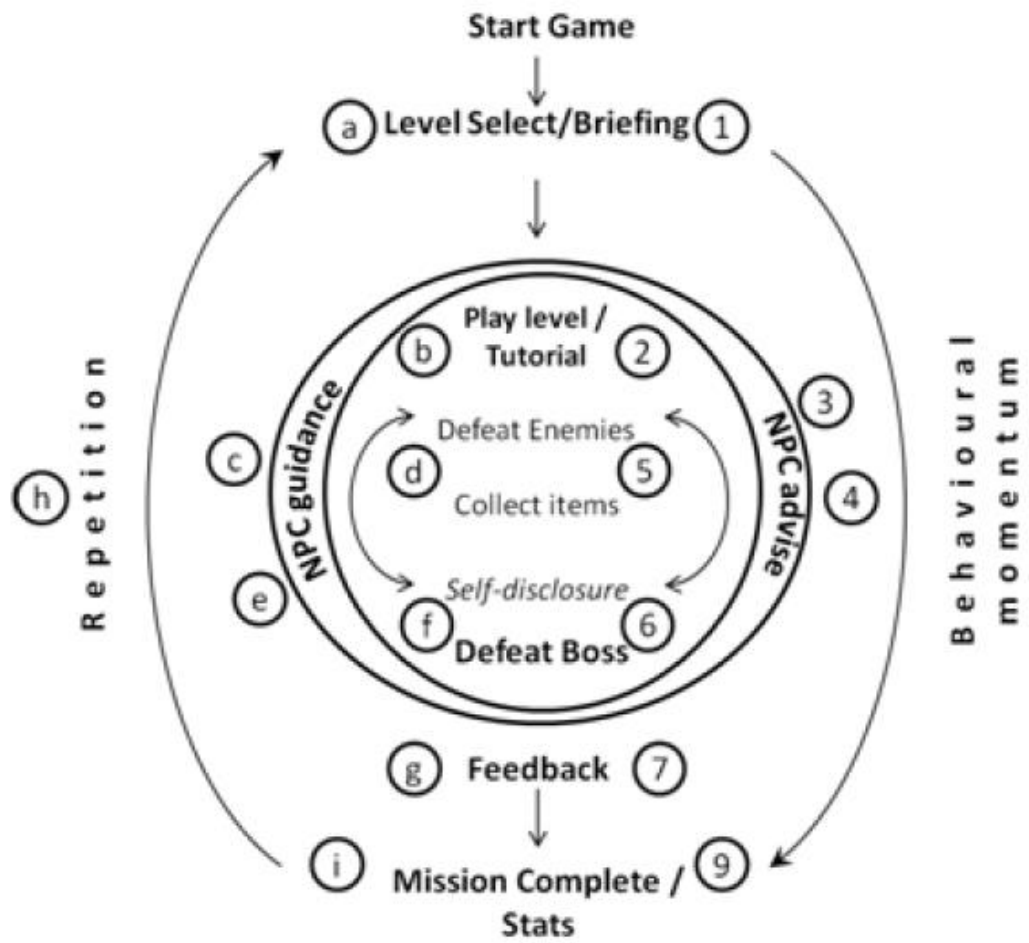 Start Game
a Level Select/Briefing 1
Play level /
b Tutorial 2
3
Defeat Enemies
NPC guidance
NPC advise
c
d
5
4
h
Repetition
Behavioural
momentum
Collect items
e
Self-disclosure
f
6
Defeat Boss
g Feedback 7
i Mission Complete / 9
Stats